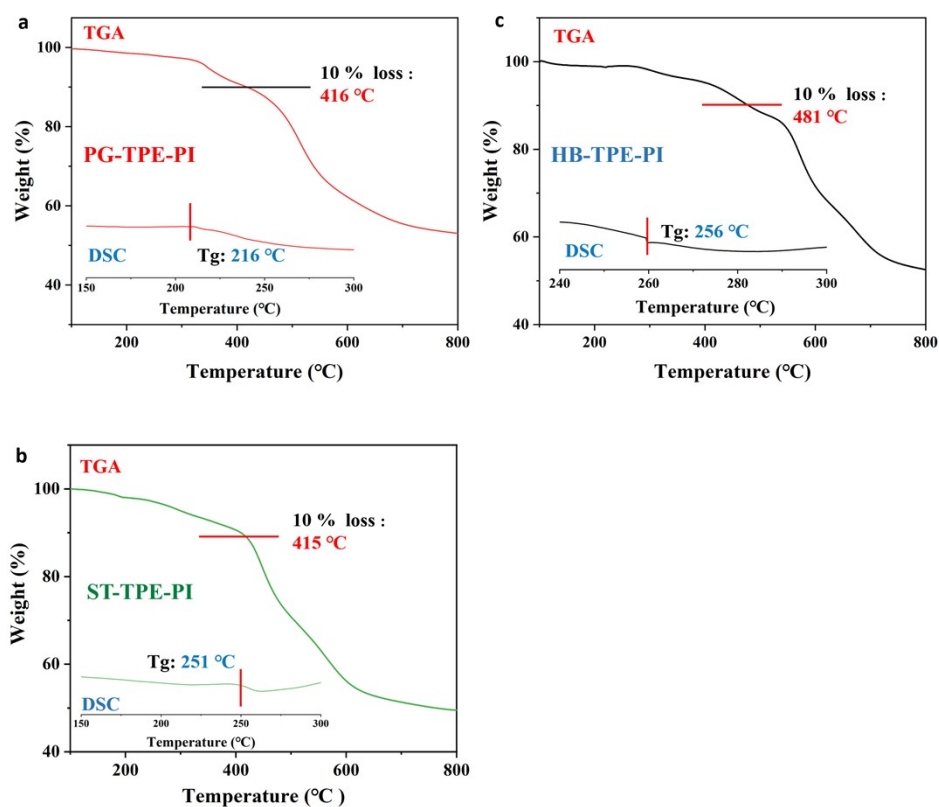 a
TGA
100
10 % loss :
416 ℃
80
PG-TPE-PI
Weight (%)
60
Tg: 216 ℃
DSC
150 200 250 300
Temperature (℃)
40
200 400 600 800
Temperature (℃)
c
TGA
100
10 % loss :
481 ℃
80
HB-TPE-PI
Weight (%)
60
Tg: 256 ℃
DSC
240 260 280 300
Temperature (℃)
40
200 400 600 800
Temperature (℃)
b
TGA
100
10 % loss :
415 ℃
80
ST-TPE-PI
Weight (%)
60
Tg: 251 ℃
DSC
150 200 250 300
Temperature (℃)
40
200 400 600 800
Temperature (℃ )